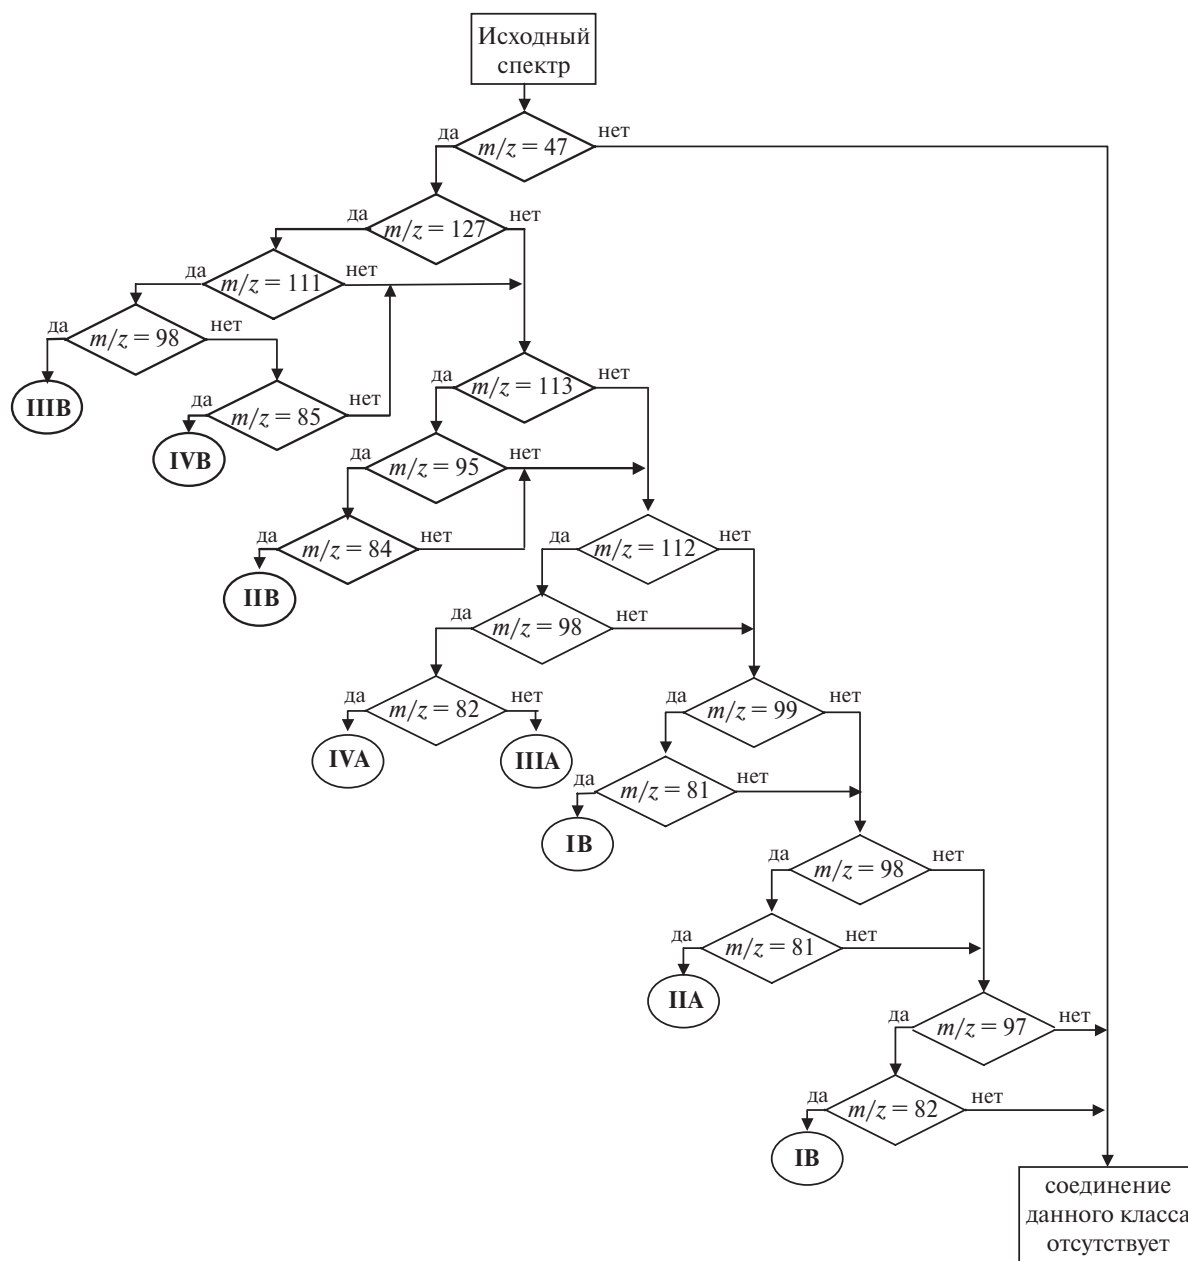 Исходный
спектр
да
m/z = 47
нет
да
m/z = 127
нет
да
m/z = 111
нет
да
m/z = 98
нет
IIIB
да
m/z = 85
нет
IVB
да
m/z = 113
нет
да
m/z = 95
нет
да
m/z = 84
нет
IIB
да
m/z = 112
нет
да
m/z = 98
нет
да
m/z = 82
нет
IVA
IIIA
да
m/z = 99
нет
да
m/z = 81
нет
IB
да
m/z = 98
нет
да
m/z = 81
нет
IIA
да
m/z = 97
нет
да
m/z = 82
нет
IB
соединение
данного класса
отсутствует